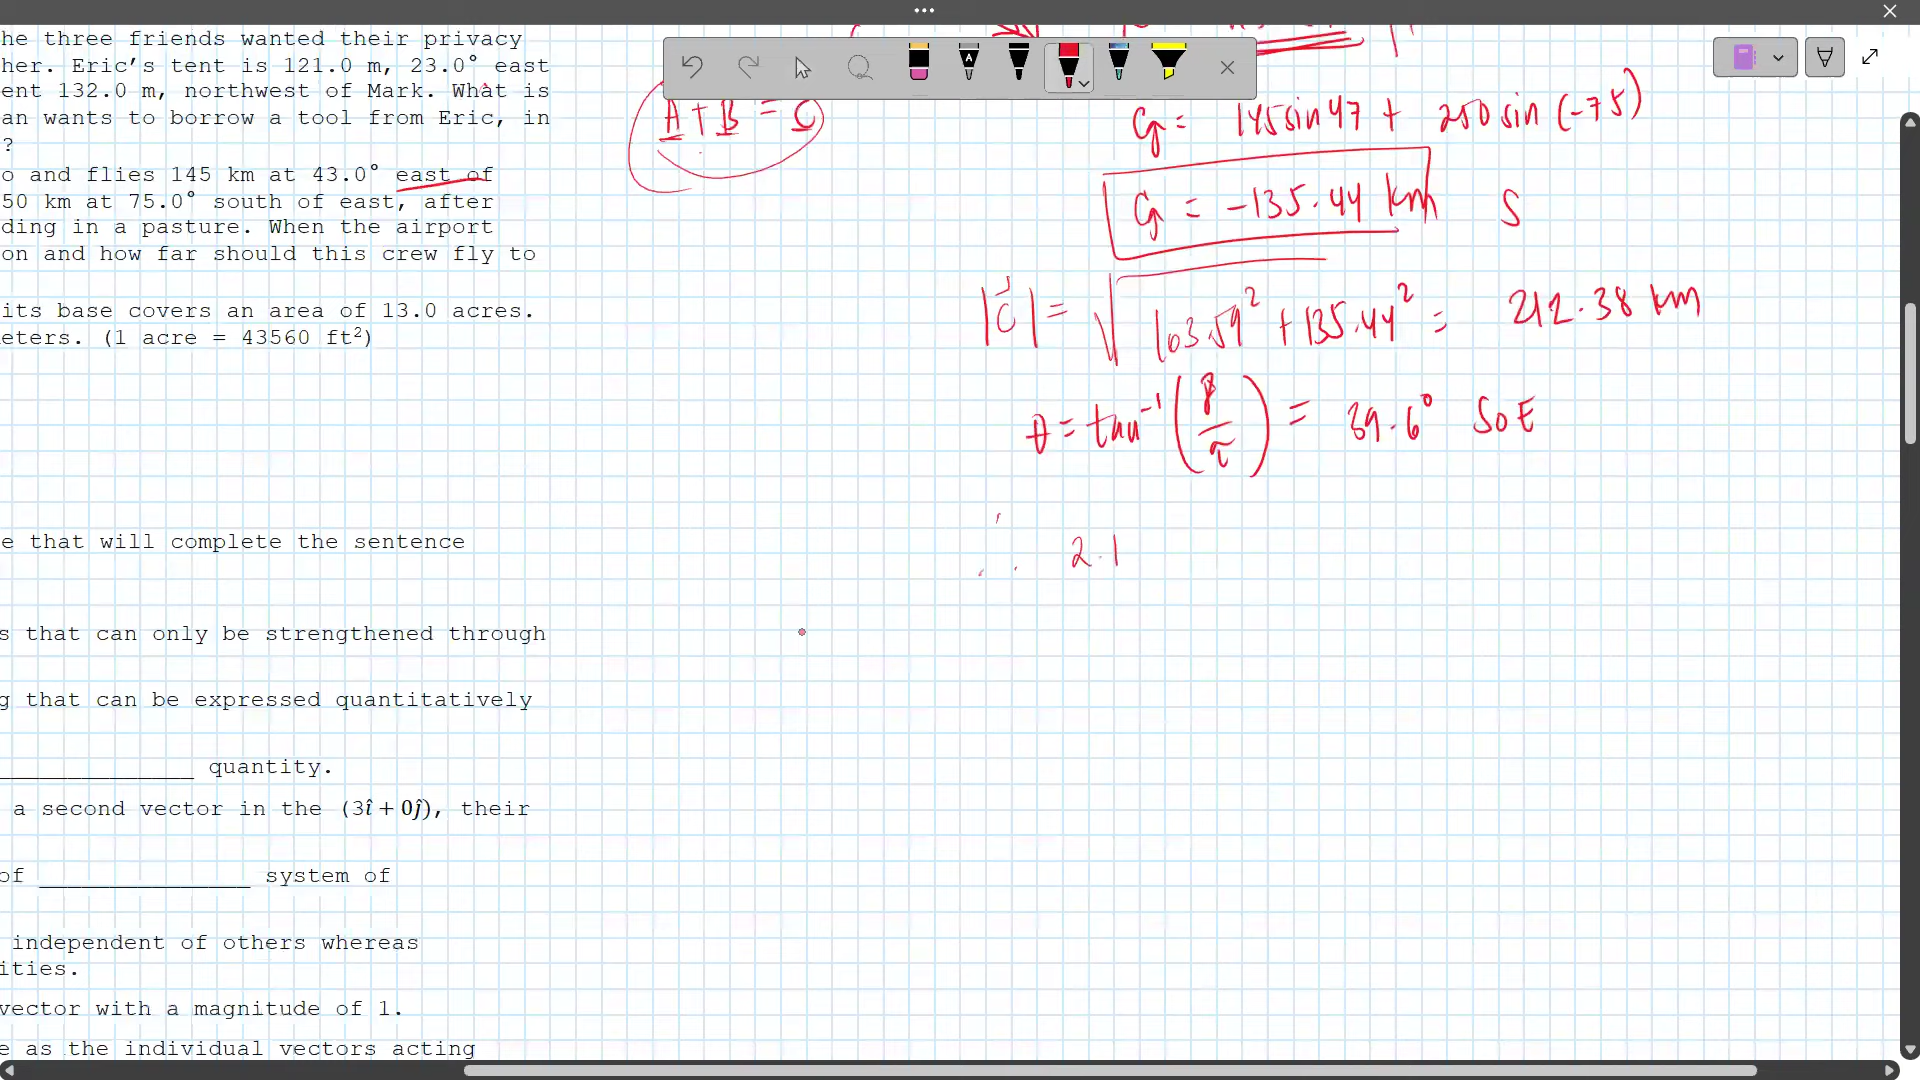 he three friends wanted their privacy
her. Eric's tent is 121.0 m, 23.0° east
ent 132.0 m, northwest of Mark. What is
an wants to borrow a tool from Eric, in
?
o and flies 145 km at 43.0° east of
50 km at 75.0° south of east, after
ding in a pasture. When the airport
on and how far should this crew fly to
its base covers an area of 13.0 acres.
eters. (1 acre = 43560 ft²)
e that will complete the sentence
s that can only be strengthened through
g that can be expressed quantitatively
_______________ quantity.
a second vector in the (3î + 0ĵ), their
of _______________ system of
independent of others whereas
ities.
vector with a magnitude of 1.
e as the individual vectors acting
A + B = C
Cy = 145 sin 47 + 250 sin (-75)
Cy = -135.44 km S
|C⃗| = √103.59² + 135.44² = 212.38 km
θ = tan⁻¹ = 39.6° SoE
∴ 2.1